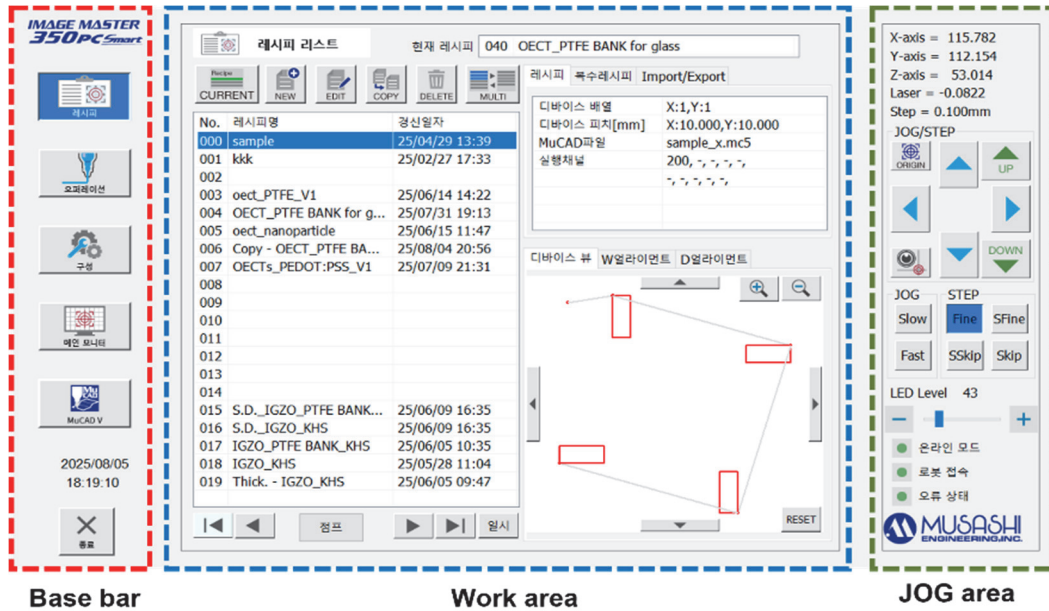 IMAGE MASTER
350PC Smart
레시피
오퍼레이션
구성
메인 모니터
MuCAD
MuCAD V
2025/08/05
18:19:10
종료
Base bar
레시피 리스트
현재 레시피 040 OECT_PTFE BANK for glass
Recipe
CURRENT NEW EDIT COPY DELETE MULTI
No. 레시피명 경신일자
000 sample 25/04/29 13:39
001 kkk 25/02/27 17:33
002
003 oect_PTFE_V1 25/06/14 14:22
004 OECT_PTFE BANK for g... 25/07/31 19:13
005 oect_nanoparticle 25/06/15 11:47
006 Copy - OECT_PTFE BA... 25/08/04 20:56
007 OECTs_PEDOT:PSS_V1 25/07/09 21:31
008
009
010
011
012
013
014
015 S.D._IGZO_PTFE BANK... 25/06/09 16:35
016 S.D._IGZO_KHS 25/06/09 16:35
017 IGZO_PTFE BANK_KHS 25/06/05 10:35
018 IGZO_KHS 25/05/28 11:04
019 Thick. - IGZO_KHS 25/06/05 09:47
점프 일시
레시피 복수레시피 Import/Export
디바이스 배열 X:1,Y:1
디바이스 피치[mm] X:10.000,Y:10.000
MuCAD파일 sample_x.mc5
실행채널 200, -, -, -, -,
-, -, -, -, -,
디바이스 뷰 W얼라이먼트 D얼라이먼트
RESET
Work area
X-axis = 115.782
Y-axis = 112.154
Z-axis = 53.014
Laser = -0.0822
Step = 0.100mm
JOG/STEP
ORIGIN UP
DOWN
JOG STEP
Slow Fine SFine
Fast SSkip Skip
LED Level 43
온라인 모드
로봇 접속
오류 상태
MUSASHI
ENGINEERING,INC.
JOG area